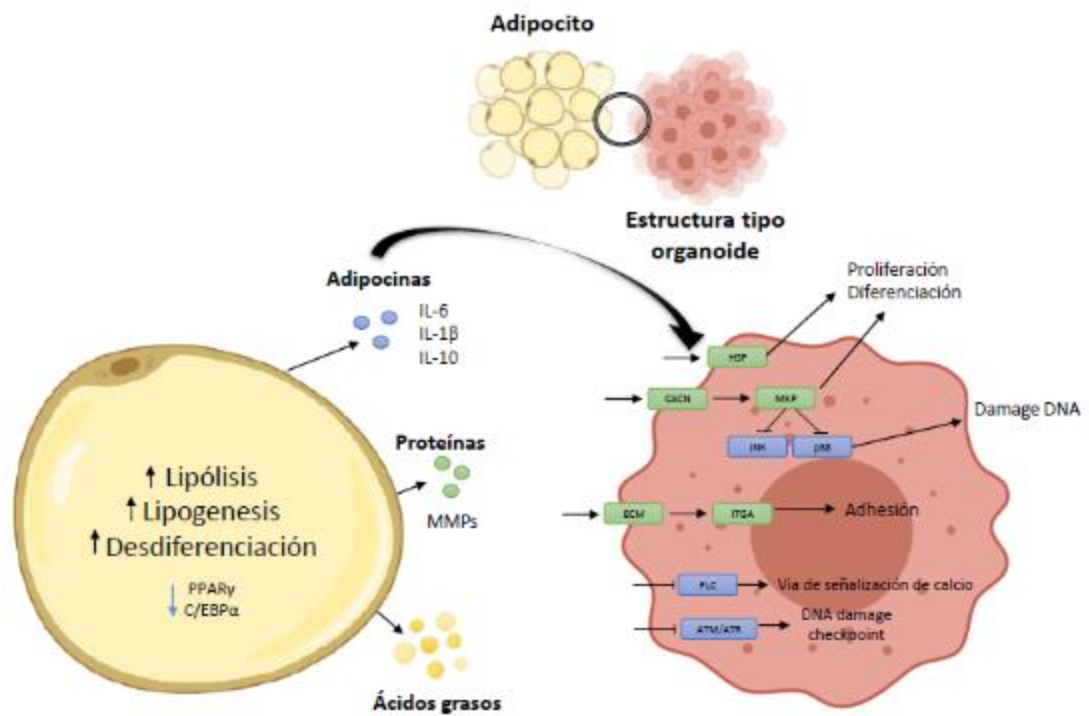 Adipocito
Estructura tipo
organoide
Adipocinas
IL-6
IL-1β
IL-10
Proliferación
Diferenciación
HSP
CACN
MKP
JNK
p38
Damage DNA
Proteínas
MMPs
Lipólisis
Lipogenesis
Desdiferenciación
PPARγ
C/EBPα
ECM
ITGA
Adhesión
PLC
Vía de señalización de calcio
ATM/ATR
DNA damage
checkpoint
Ácidos grasos